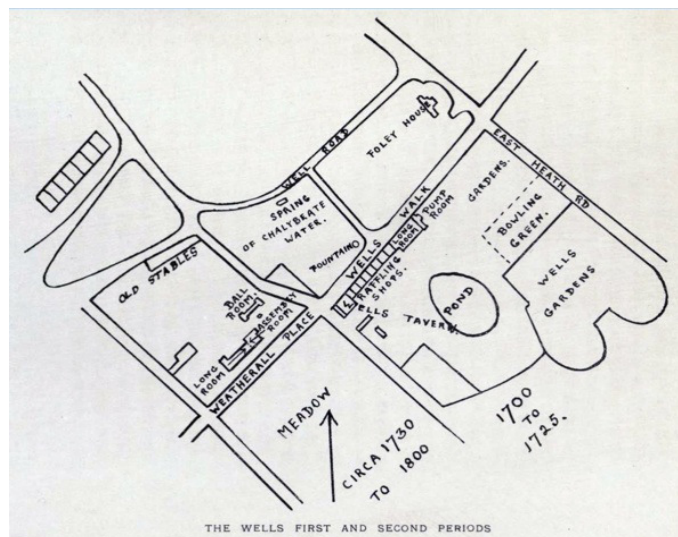 WELL ROAD
FOLEY HOUSE
EAST HEATH RD
SPRING
OF CHALYBEATE
WATER.
FOUNTAIN
WELLS WALK
LONG
ROOM
PUMP
ROOM
GARDENS.
BOWLING
GREEN.
WELLS
GARDENS
RAFFLING
SHOPS.
POND
WELLS TAVERN.
OLD STABLES
BALL
ROOM.
ASSEMBLY
ROOM
LONG
ROOM
WEATHERALL PLACE
MEADOW
CIRCA 1730
TO 1800
1700
TO
1725.
THE WELLS FIRST AND SECOND PERIODS